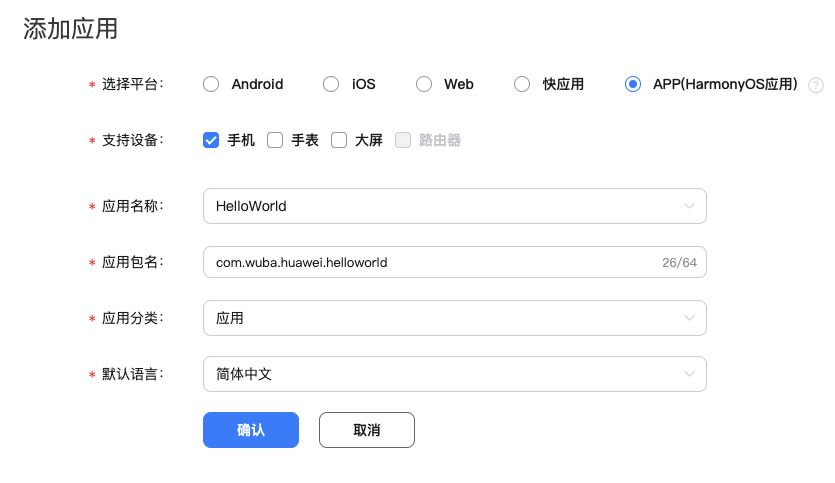 添加应用
* 选择平台: Android iOS Web 快应用 APP(HarmonyOS应用) ?
* 支持设备: 手机 手表 大屏 路由器
* 应用名称: HelloWorld
* 应用包名: com.wuba.huawei.helloworld 26/64
* 应用分类: 应用
* 默认语言: 简体中文
确认 取消